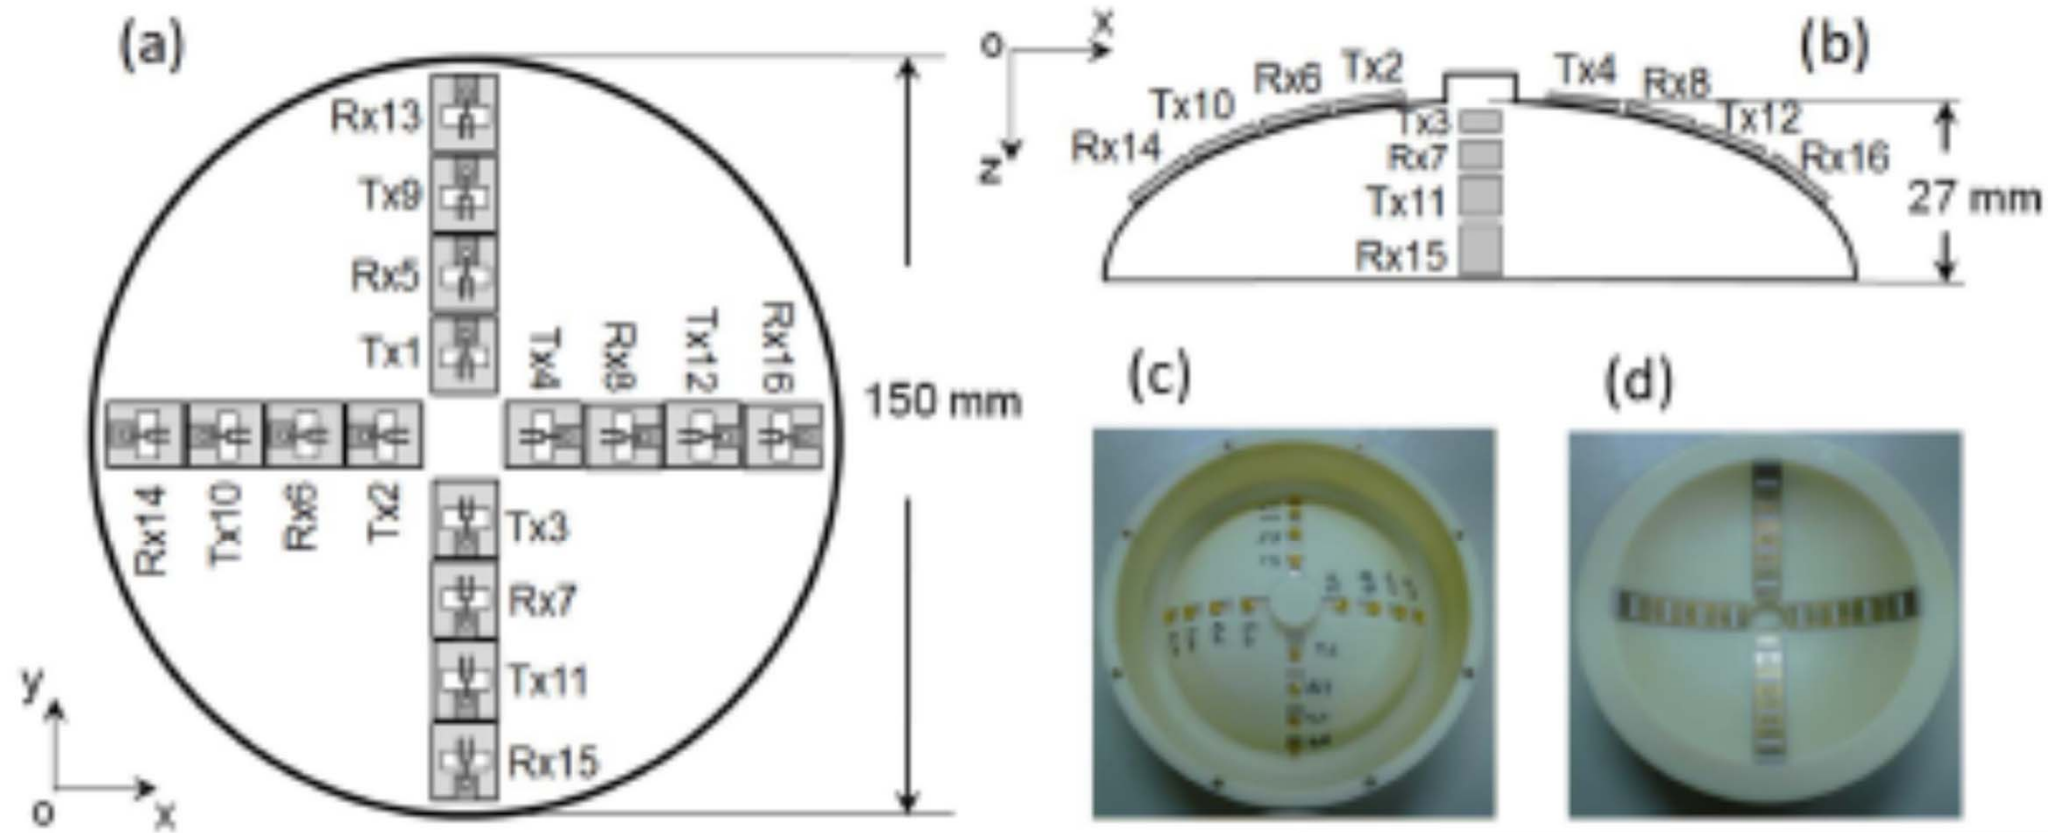 (a)
Rx13
Tx9
Rx5
Tx1
Tx4
Rx8
Tx12
Rx16
Rx14
Tx10
Rx6
Tx2
Tx3
Rx7
Tx11
Rx15
150 mm
y
o
x
(b)
o
x
z
Rx14
Tx10
Rx6
Tx2
Tx4
Rx8
Tx12
Rx16
Tx3
Rx7
Tx11
Rx15
27 mm
(c)
(d)